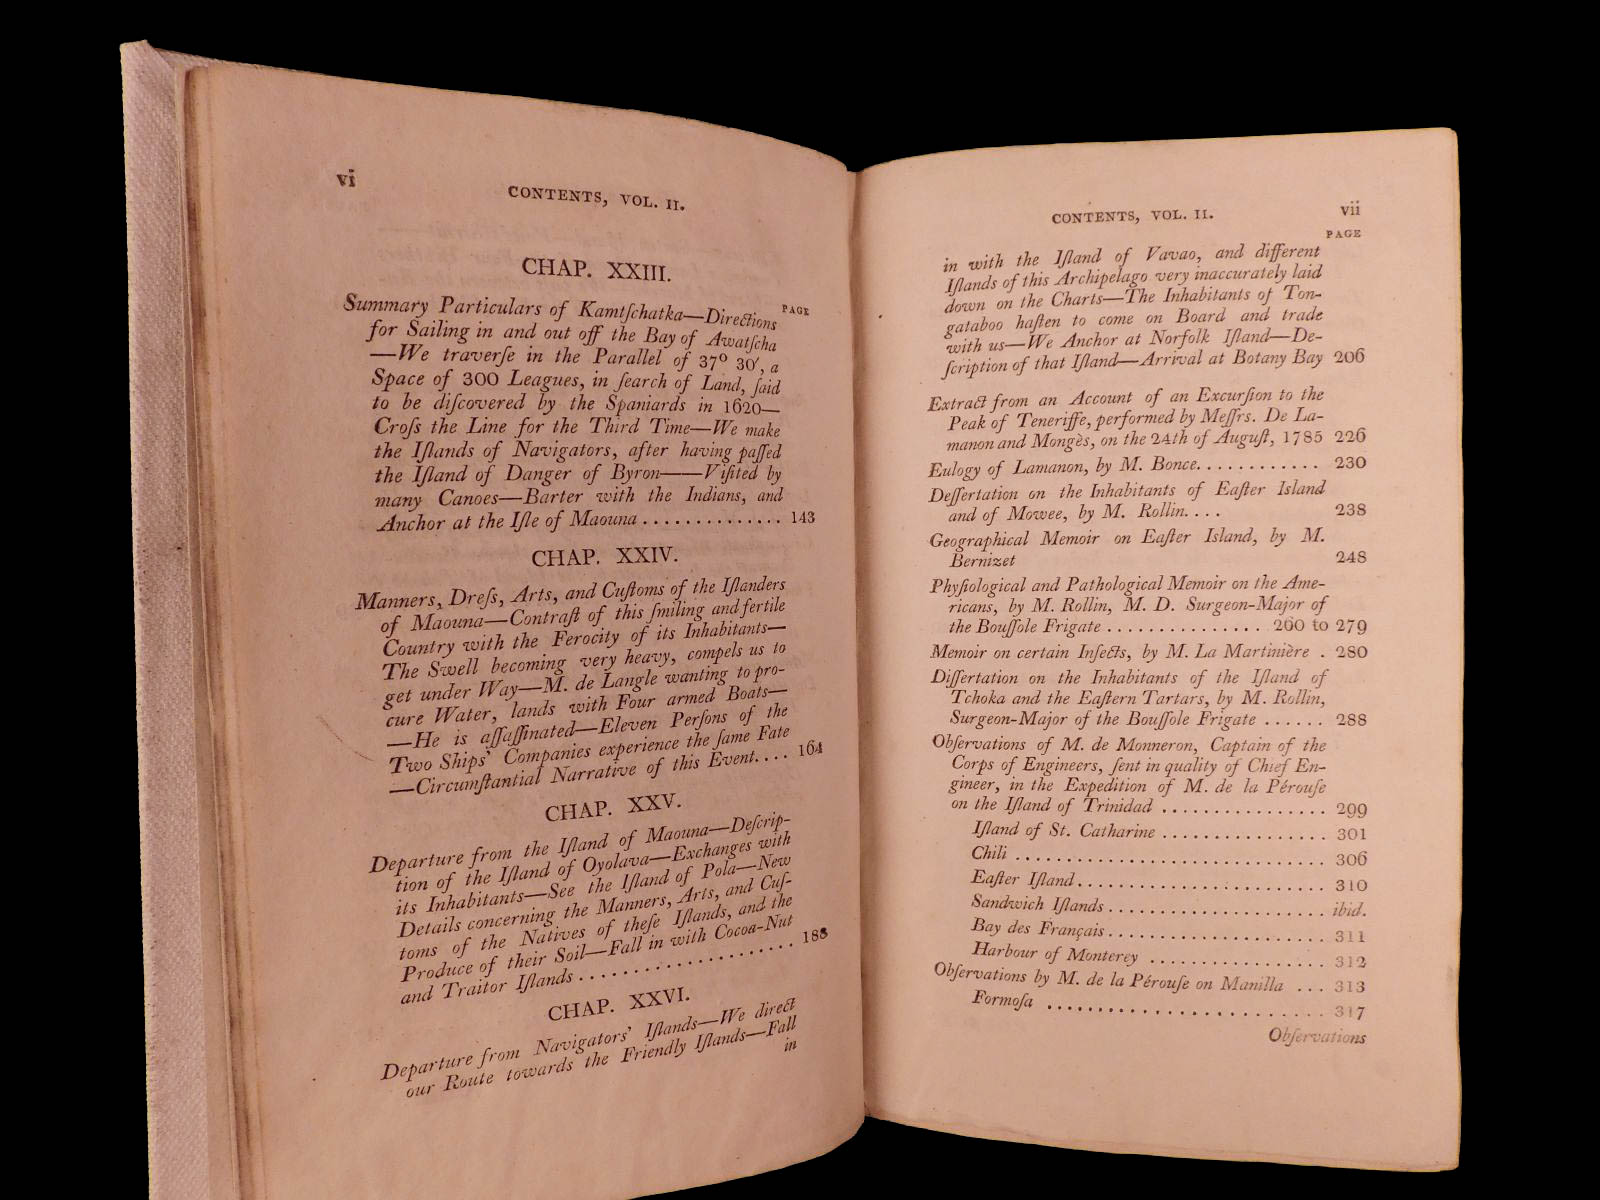 vi
CONTENTS, VOL. II.
CHAP. XXIII.
PAGE
Summary Particulars of Kamtſchatka—Directions
for Sailing in and out off the Bay of Awatſcha
—We traverſe in the Parallel of 37° 30′, a
Space of 300 Leagues, in ſearch of Land, ſaid
to be diſcovered by the Spaniards in 1620—
Croſs the Line for the Third Time—We make
the Iſlands of Navigators, after having paſſed
the Iſland of Danger of Byron——Viſited by
many Canoes—Barter with the Indians, and
Anchor at the Iſle of Maouna .............. 143
CHAP. XXIV.
Manners, Dreſs, Arts, and Cuſtoms of the Iſlanders
of Maouna—Contraſt of this ſmiling and fertile
Country with the Ferocity of its Inhabitants—
The Swell becoming very heavy, compels us to
get under Way—M. de Langle wanting to pro-
cure Water, lands with Four armed Boats—
—He is aſſaſſinated—Eleven Perſons of the
Two Ships' Companies experience the ſame Fate
—Circumſtantial Narrative of this Event.... 164
CHAP. XXV.
Departure from the Iſland of Maouna—Deſcrip-
tion of the Iſland of Oyolava—Exchanges with
its Inhabitants—See the Iſland of Pola—New
Details concerning the Manners, Arts, and Cuſ-
toms of the Natives of theſe Iſlands, and the
Produce of their Soil—Fall in with Cocoa-Nut
and Traitor Iſlands .................... 188
CHAP. XXVI.
Departure from Navigators' Iſlands—We direct
our Route towards the Friendly Iſlands—Fall
in
CONTENTS, VOL. II.
vii
PAGE
in with the Iſland of Vavao, and different
Iſlands of this Archipelago very inaccurately laid
down on the Charts—The Inhabitants of Ton-
gataboo haſten to come on Board and trade
with us—We Anchor at Norfolk Iſland—De-
ſcription of that Iſland—Arrival at Botany Bay 206
Extract from an Account of an Excurſion to the
Peak of Teneriffe, performed by Meſſrs. De La-
manon and Mongès, on the 24th of Auguſt, 1785 226
Eulogy of Lamanon, by M. Bonce............ 230
Deſſertation on the Inhabitants of Eaſter Island
and of Mowee, by M. Rollin.... 238
Geographical Memoir on Eaſter Island, by M.
Bernizet 248
Phyſiological and Pathological Memoir on the Ame-
ricans, by M. Rollin, M. D. Surgeon-Major of
the Bouſſole Frigate ............... 260 to 279
Memoir on certain Inſects, by M. La Martinière . 280
Diſſertation on the Inhabitants of the Iſland of
Tchoka and the Eaſtern Tartars, by M. Rollin,
Surgeon-Major of the Bouſſole Frigate ...... 288
Obſervations of M. de Monneron, Captain of the
Corps of Engineers, ſent in quality of Chief En-
gineer, in the Expedition of M. de la Pérouſe
on the Iſland of Trinidad ................ 299
Iſland of St. Catharine ................ 301
Chili .............................. 306
Eaſter Iſland........................ 310
Sandwich Iſlands..................... ibid.
Bay des Français..................... 311
Harbour of Monterey ................. 312
Obſervations by M. de la Pérouſe on Manilla ... 313
Formoſa .......................... 317
Obſervations